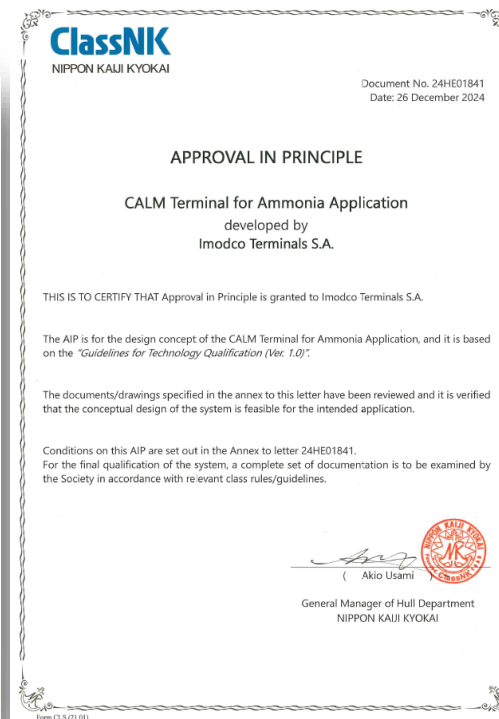 ClassNK
NIPPON KAIJI KYOKAI
Document No. 24HE01841
Date: 26 December 2024
APPROVAL IN PRINCIPLE
CALM Terminal for Ammonia Application
developed by
Imodco Terminals S.A.
THIS IS TO CERTIFY THAT Approval in Principle is granted to Imodco Terminals S.A.
The AIP is for the design concept of the CALM Terminal for Ammonia Application, and it is based
on the "Guidelines for Technology Qualification (Ver. 1.0)".
The documents/drawings specified in the annex to this letter have been reviewed and it is verified
that the conceptual design of the system is feasible for the intended application.
Conditions on this AIP are set out in the Annex to letter 24HE01841.
For the final qualification of the system, a complete set of documentation is to be examined by
the Society in accordance with relevant class rules/guidelines.
NIPPON KAIJI KYOKAI
NK
ClassNK
( Akio Usami )
General Manager of Hull Department
NIPPON KAIJI KYOKAI